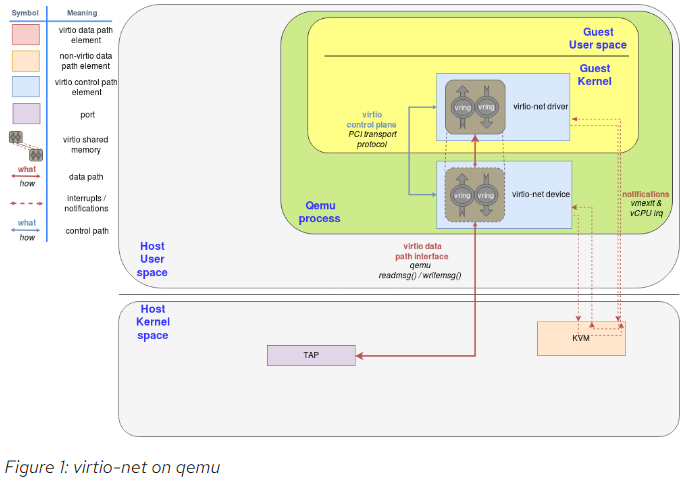 Symbol
Meaning
virtio data path
element
non-virtio data
path element
virtio control path
element
port
virtio shared
memory
what
how
data path
interrupts /
notifications
what
how
control path
Guest
User space
Guest
Kernel
vring
vring
virtio-net driver
virtio
control plane
PCI transport
protocol
vring
vring
virtio-net device
Qemu
process
notifications
vmexit &
vCPU irq
Host
User
space
virtio data
path interface
qemu
readmsg() / writemsg()
Host
Kernel
space
TAP
KVM
Figure 1: virtio-net on qemu